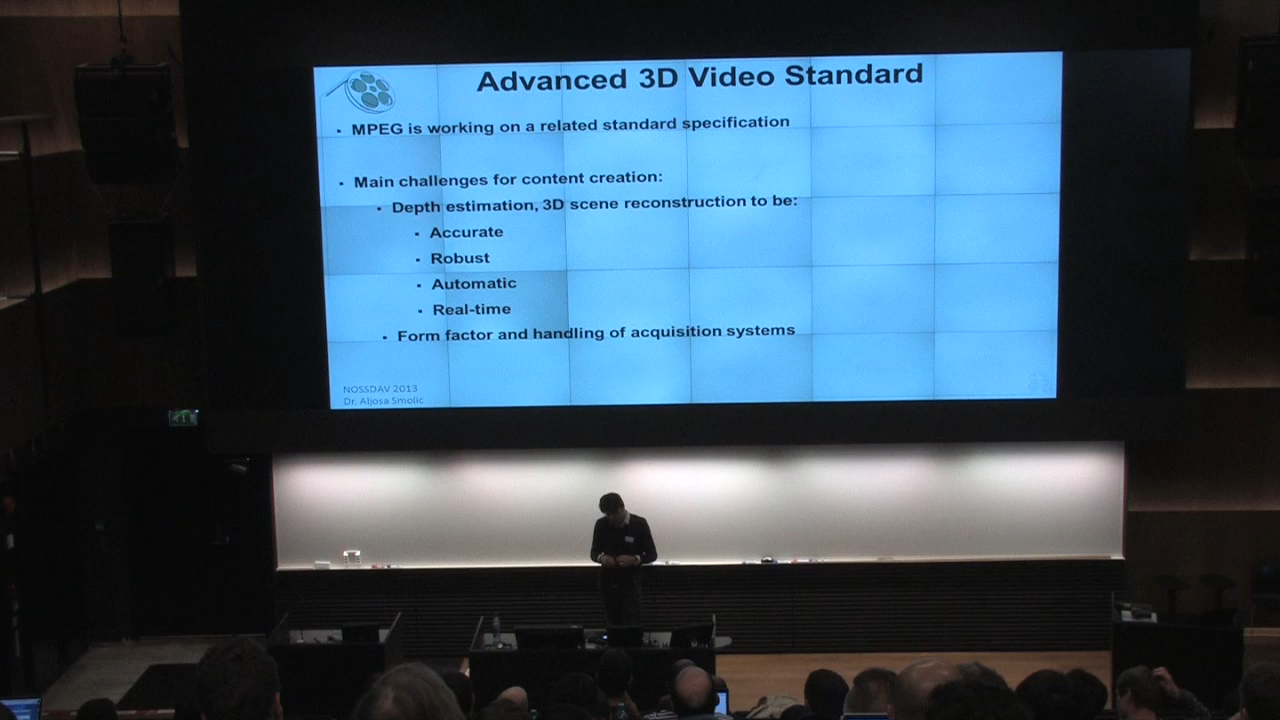 Advanced 3D Video Standard
▪ MPEG is working on a related standard specification
▪ Main challenges for content creation:
▪ Depth estimation, 3D scene reconstruction to be:
▪ Accurate
▪ Robust
▪ Automatic
▪ Real-time
▪ Form factor and handling of acquisition systems
NOSSDAV 2013
Dr. Aljosa Smolic